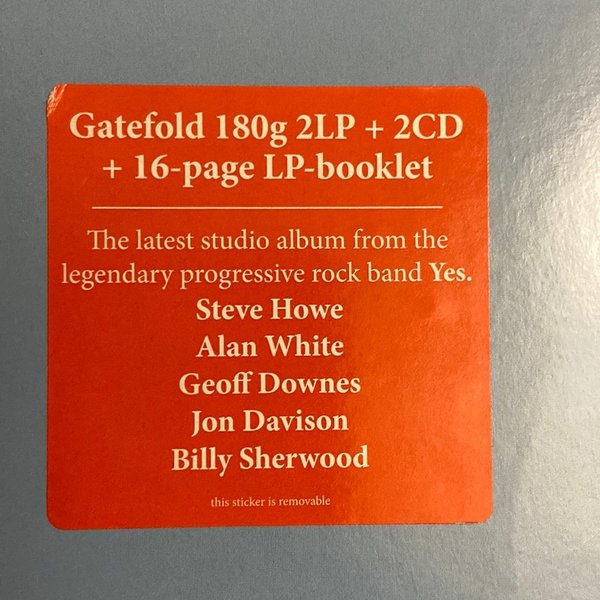 Gatefold 180g 2LP + 2CD
+ 16-page LP-booklet
The latest studio album from the
legendary progressive rock band Yes.
Steve Howe
Alan White
Geoff Downes
Jon Davison
Billy Sherwood
this sticker is removable